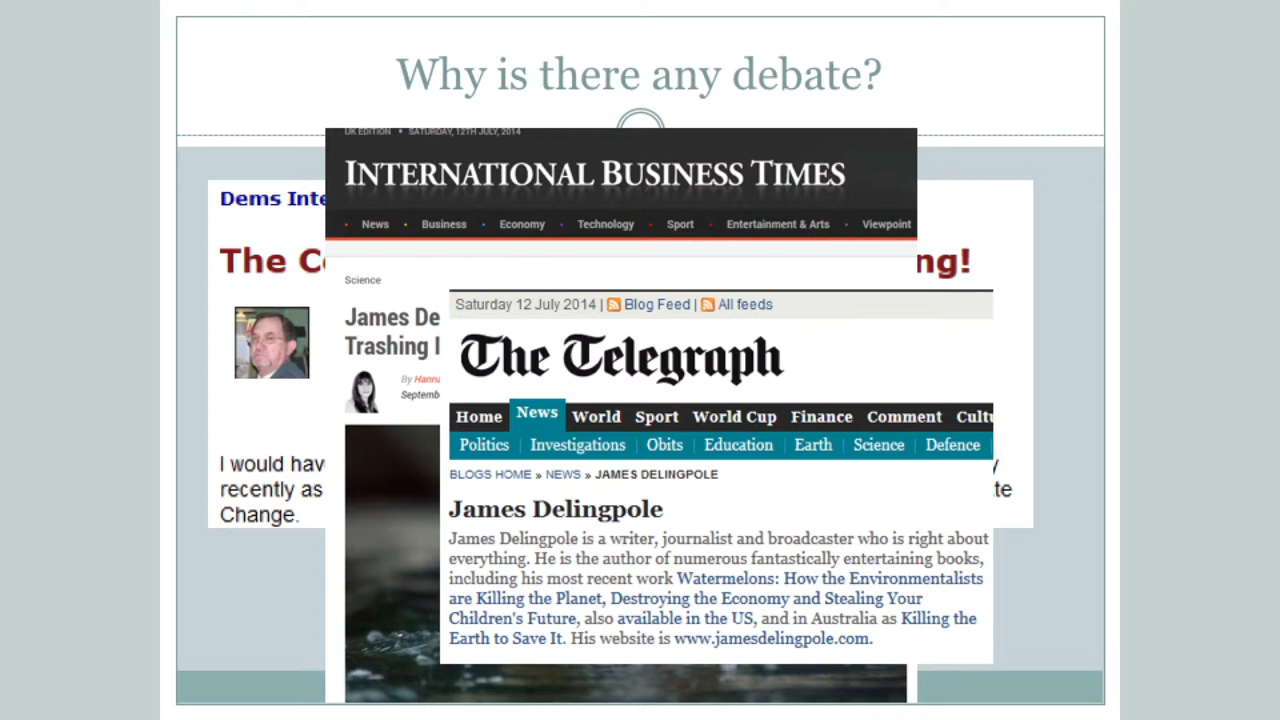 Why is there any debate?
UK EDITION • SATURDAY, 12TH JULY, 2014
INTERNATIONAL BUSINESS TIMES
News Business Economy Technology Sport Entertainment & Arts Viewpoint
Dems
The
ng!
Science
James
Trashing
By
Saturday 12 July 2014 | Blog Feed | All feeds
The Telegraph
Home News World Sport World Cup Finance Comment
Politics Investigations Obits Education Earth Science Defence
BLOGS HOME » NEWS » JAMES DELINGPOLE
James Delingpole
James Delingpole is a writer, journalist and broadcaster who is right about
everything. He is the author of numerous fantastically entertaining books,
including his most recent work Watermelons: How the Environmentalists
are Killing the Planet, Destroying the Economy and Stealing Your
Children's Future, also available in the US, and in Australia as Killing the
Earth to Save It. His website is www.jamesdelingpole.com.
I would
recently as
Change.